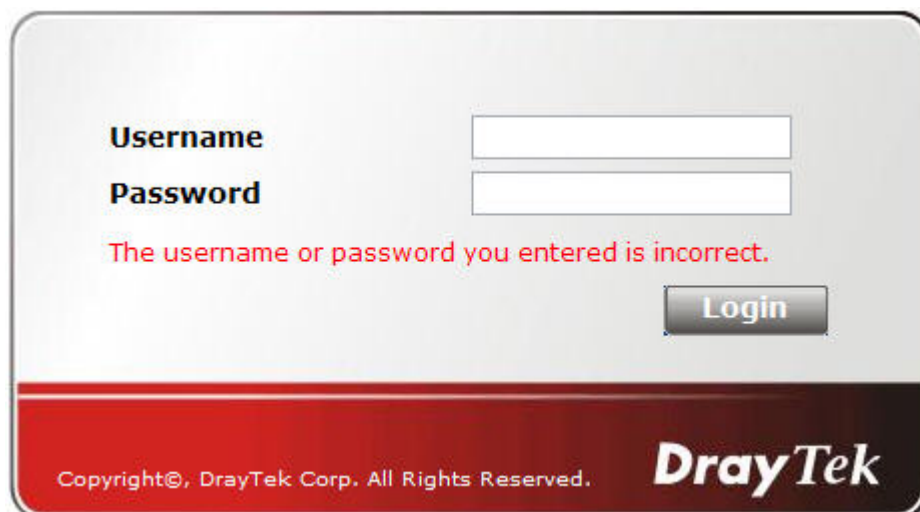 Username
Password
The username or password you entered is incorrect.
Login
Copyright©, DrayTek Corp. All Rights Reserved.
DrayTek